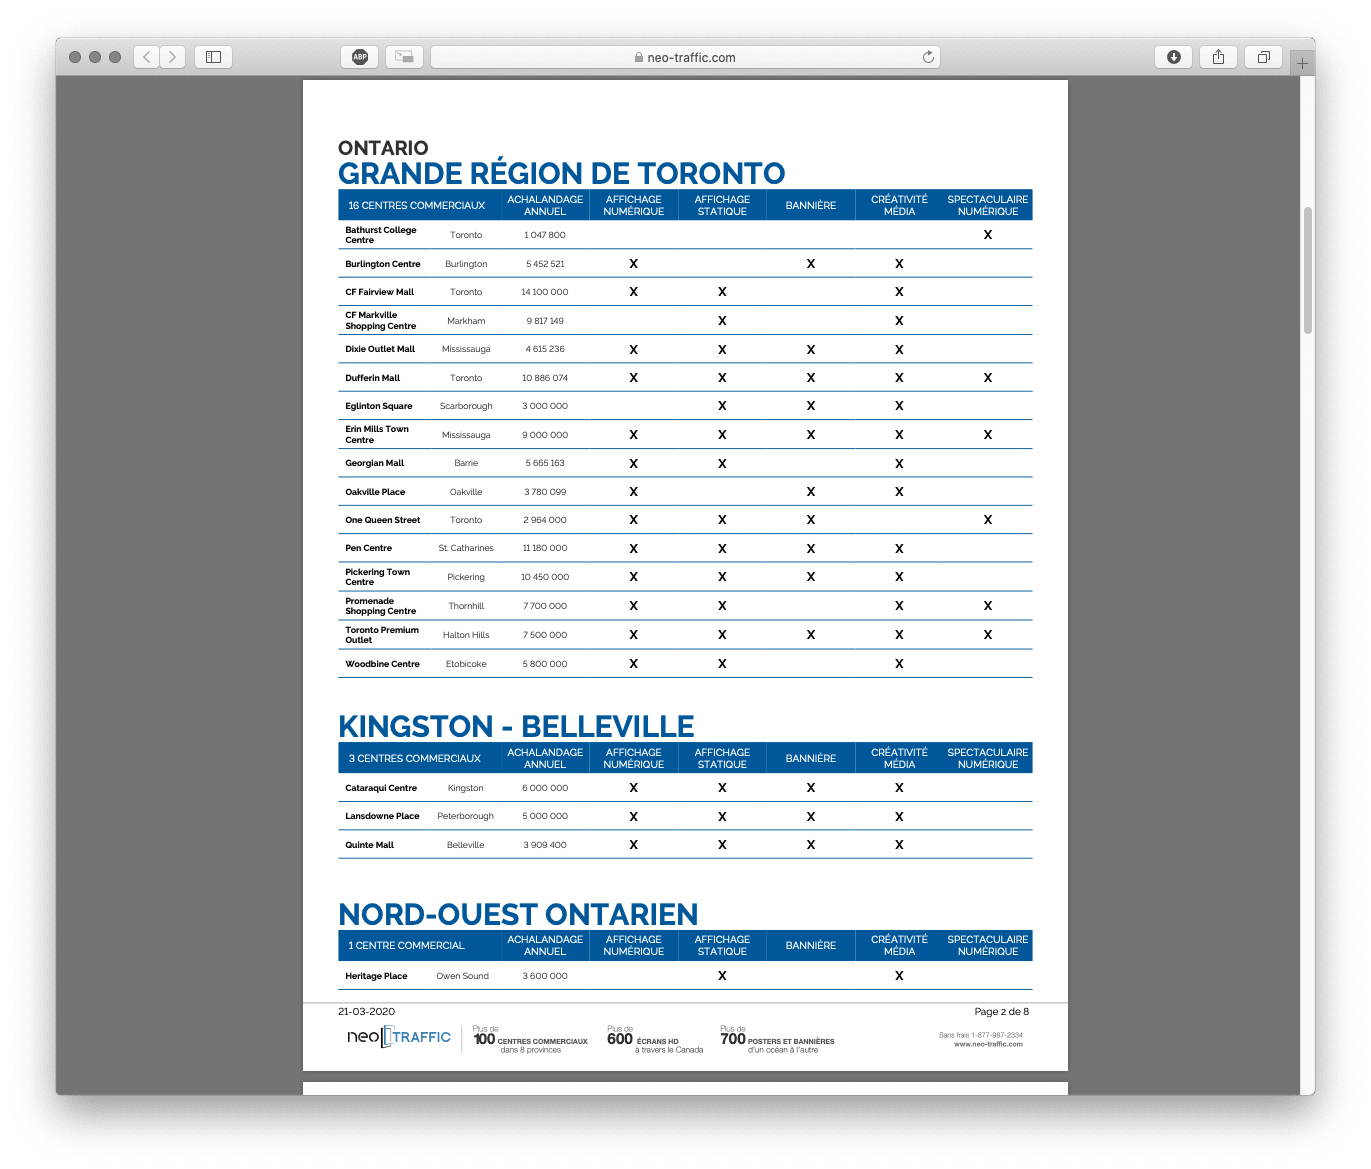 ABP
neo-traffic.com
ONTARIO
GRANDE RÉGION DE TORONTO
16 CENTRES COMMERCIAUX ACHALANDAGE ANNUEL AFFICHAGE NUMÉRIQUE AFFICHAGE STATIQUE BANNIÈRE CRÉATIVITÉ MÉDIA SPECTACULAIRE NUMÉRIQUE
Bathurst College Centre Toronto 1 047 800 X
Burlington Centre Burlington 5 452 521 X X X
CF Fairview Mall Toronto 14 100 000 X X X
CF Markville Shopping Centre Markham 9 817 149 X X
Dixie Outlet Mall Mississauga 4 615 236 X X X X
Dufferin Mall Toronto 10 886 074 X X X X X
Eglinton Square Scarborough 3 000 000 X X X
Erin Mills Town Centre Mississauga 9 000 000 X X X X X
Georgian Mall Barrie 5 665 163 X X X
Oakville Place Oakville 3 780 099 X X X
One Queen Street Toronto 2 964 000 X X X X
Pen Centre St. Catharines 11 180 000 X X X X
Pickering Town Centre Pickering 10 450 000 X X X X
Promenade Shopping Centre Thornhill 7 700 000 X X X X
Toronto Premium Outlet Halton Hills 7 500 000 X X X X X
Woodbine Centre Etobicoke 5 800 000 X X X
KINGSTON - BELLEVILLE
3 CENTRES COMMERCIAUX ACHALANDAGE ANNUEL AFFICHAGE NUMÉRIQUE AFFICHAGE STATIQUE BANNIÈRE CRÉATIVITÉ MÉDIA SPECTACULAIRE NUMÉRIQUE
Cataraqui Centre Kingston 6 000 000 X X X X
Lansdowne Place Peterborough 5 000 000 X X X X
Quinte Mall Belleville 3 909 400 X X X X
NORD-OUEST ONTARIEN
1 CENTRE COMMERCIAL ACHALANDAGE ANNUEL AFFICHAGE NUMÉRIQUE AFFICHAGE STATIQUE BANNIÈRE CRÉATIVITÉ MÉDIA SPECTACULAIRE NUMÉRIQUE
Heritage Place Owen Sound 3 600 000 X X
21-03-2020 Page 2 de 8
neo TRAFFIC
Plus de
100 CENTRES COMMERCIAUX
dans 8 provinces
Plus de
600 ÉCRANS HD
à travers le Canada
Plus de
700 POSTERS ET BANNIÈRES
d'un océan à l'autre
Sans frais 1-877-987-2334
www.neo-traffic.com